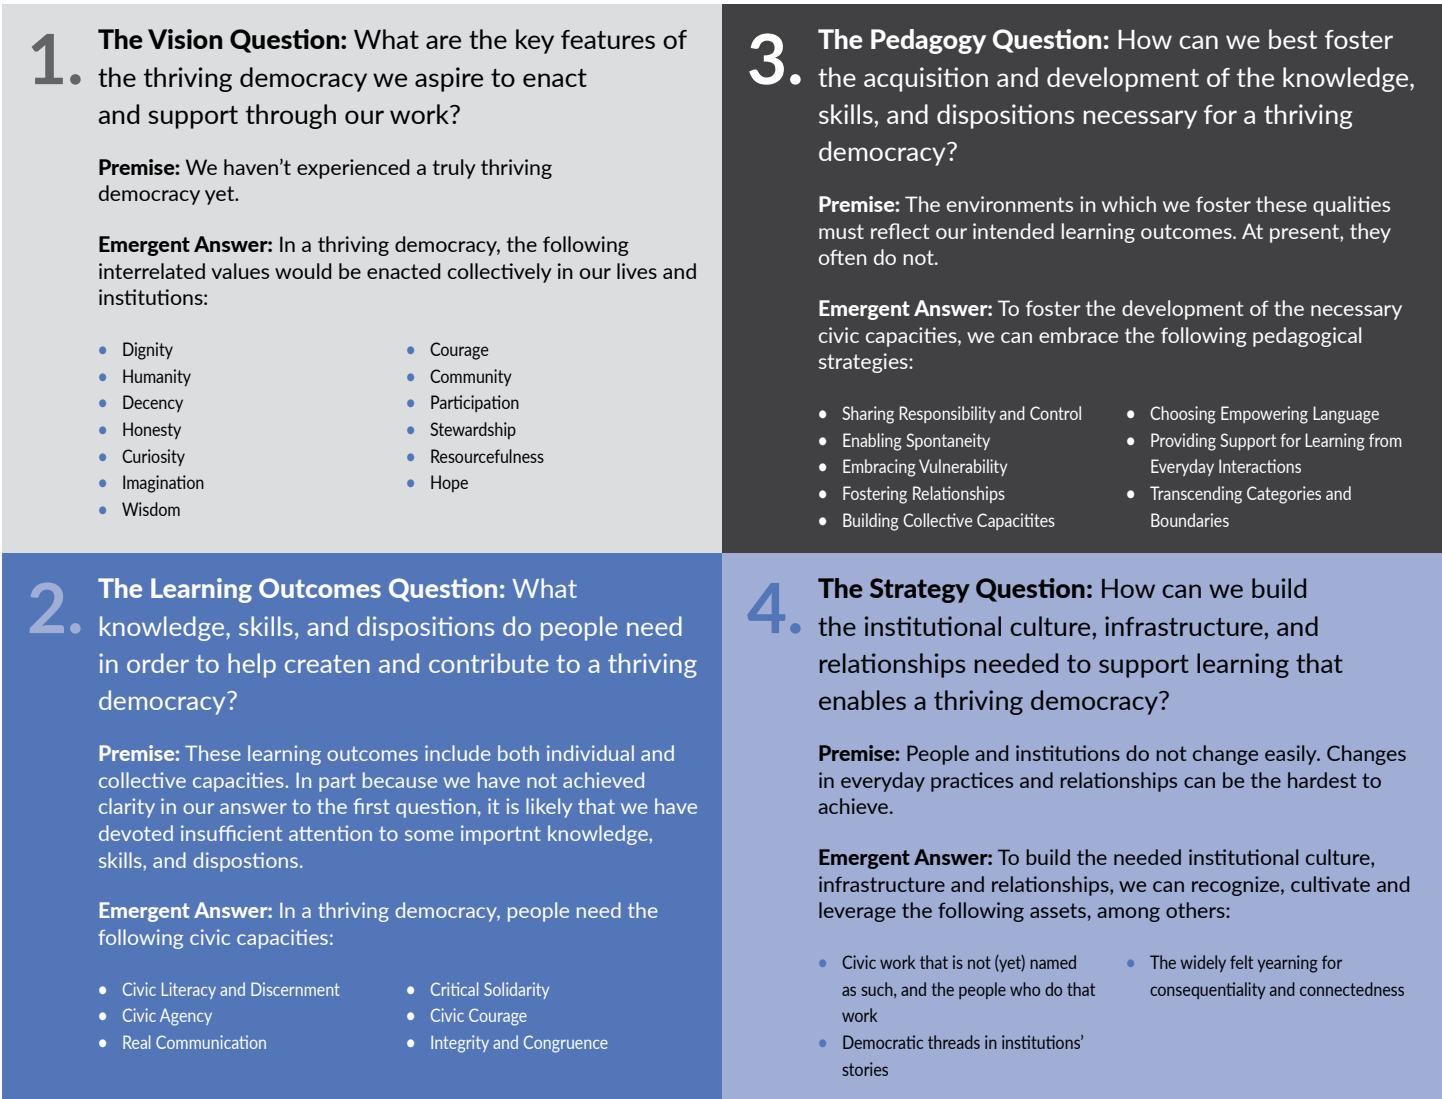 1.
The Vision Question: What are the key features of
the thriving democracy we aspire to enact
and support through our work?
Premise: We haven't experienced a truly thriving
democracy yet.
Emergent Answer: In a thriving democracy, the following
interrelated values would be enacted collectively in our lives and
institutions:
• Dignity
• Humanity
• Decency
• Honesty
• Curiosity
• Imagination
• Wisdom
• Courage
• Community
• Participation
• Stewardship
• Resourcefulness
• Hope
2.
The Learning Outcomes Question: What
knowledge, skills, and dispositions do people need
in order to help createn and contribute to a thriving
democracy?
Premise: These learning outcomes include both individual and
collective capacities. In part because we have not achieved
clarity in our answer to the first question, it is likely that we have
devoted insufficient attention to some importnt knowledge,
skills, and dispostions.
Emergent Answer: In a thriving democracy, people need the
following civic capacities:
• Civic Literacy and Discernment
• Civic Agency
• Real Communication
• Critical Solidarity
• Civic Courage
• Integrity and Congruence
3.
The Pedagogy Question: How can we best foster
the acquisition and development of the knowledge,
skills, and dispositions necessary for a thriving
democracy?
Premise: The environments in which we foster these qualities
must reflect our intended learning outcomes. At present, they
often do not.
Emergent Answer: To foster the development of the necessary
civic capacities, we can embrace the following pedagogical
strategies:
• Sharing Responsibility and Control
• Enabling Spontaneity
• Embracing Vulnerability
• Fostering Relationships
• Building Collective Capacitites
• Choosing Empowering Language
• Providing Support for Learning from
Everyday Interactions
• Transcending Categories and
Boundaries
4.
The Strategy Question: How can we build
the institutional culture, infrastructure, and
relationships needed to support learning that
enables a thriving democracy?
Premise: People and institutions do not change easily. Changes
in everyday practices and relationships can be the hardest to
achieve.
Emergent Answer: To build the needed institutional culture,
infrastructure and relationships, we can recognize, cultivate and
leverage the following assets, among others:
• Civic work that is not (yet) named
as such, and the people who do that
work
• Democratic threads in institutions'
stories
• The widely felt yearning for
consequentiality and connectedness